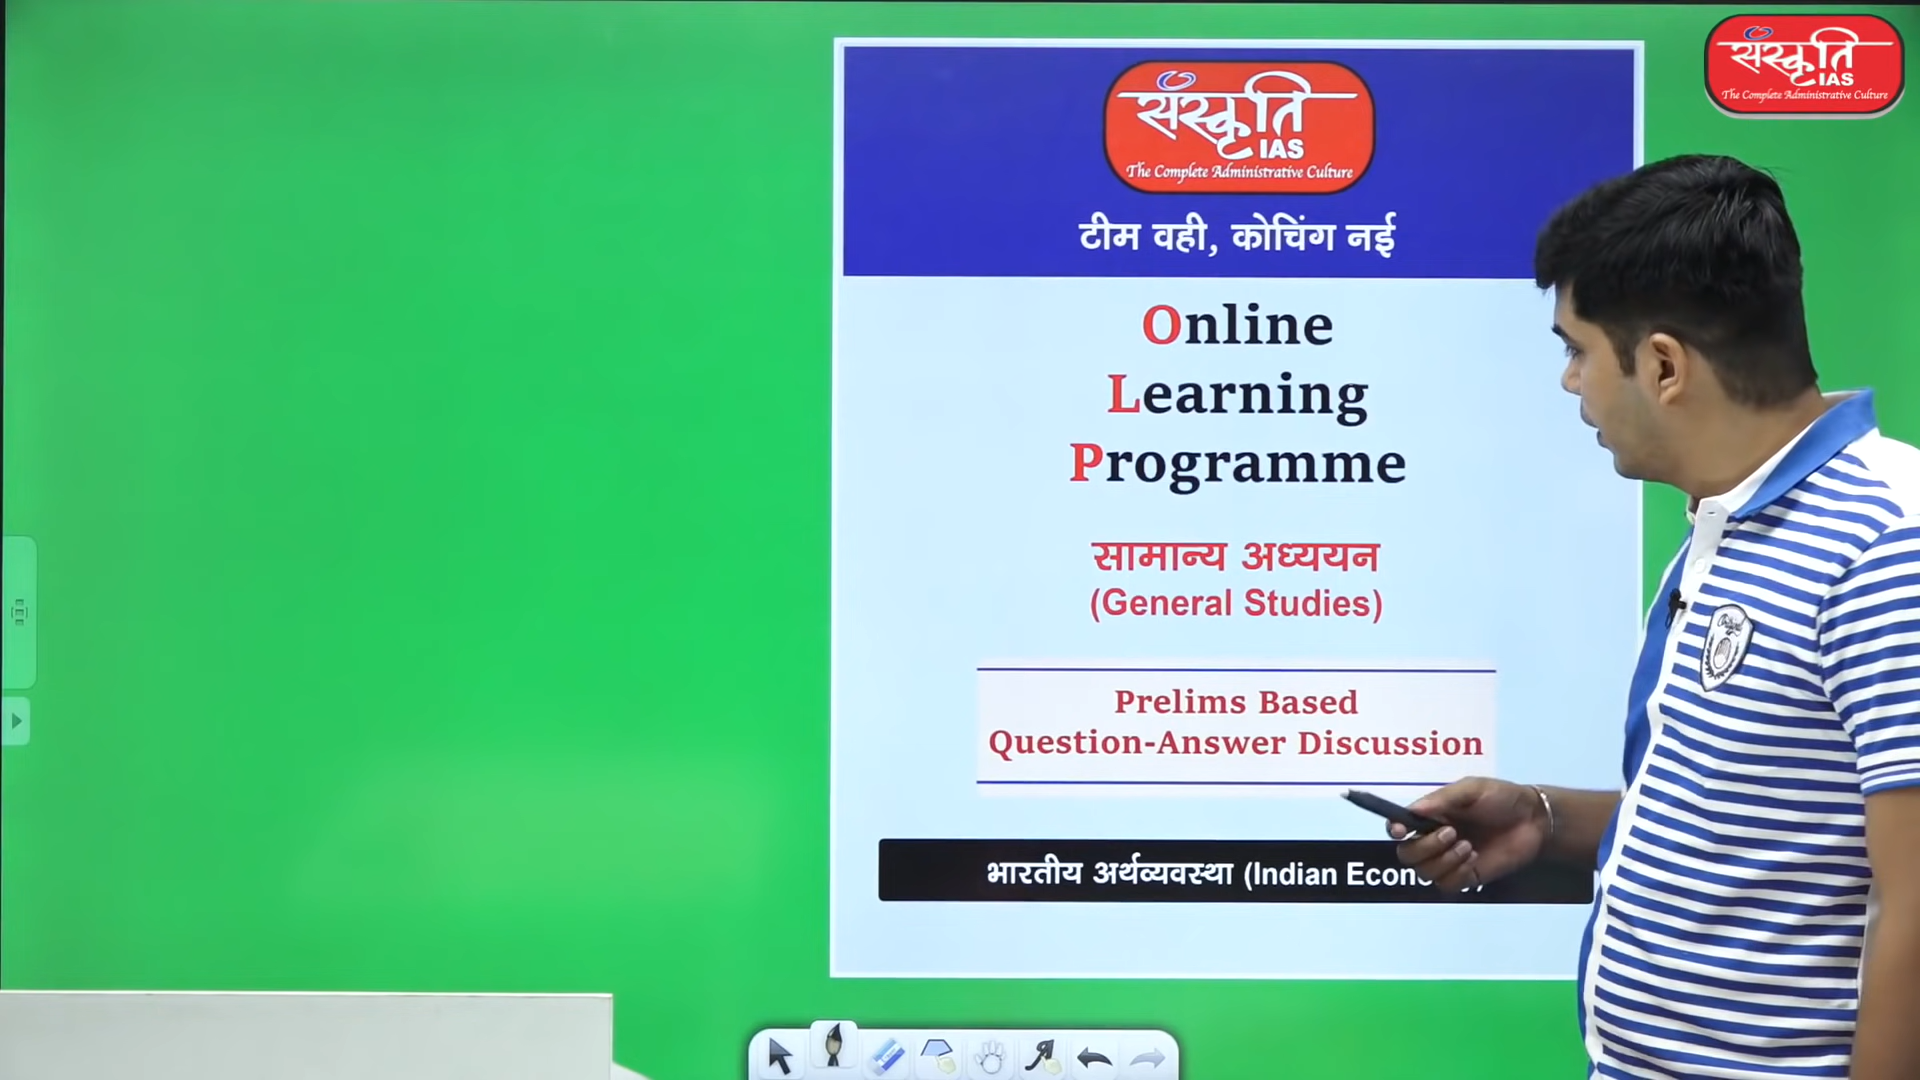 संस्कृति
IAS
The Complete Administrative Culture
संस्कृति
IAS
The Complete Administrative Culture
टीम वही, कोचिंग नई
Online
Learning
Programme
सामान्य अध्ययन
(General Studies)
Prelims Based
Question-Answer Discussion
भारतीय अर्थव्यवस्था (Indian